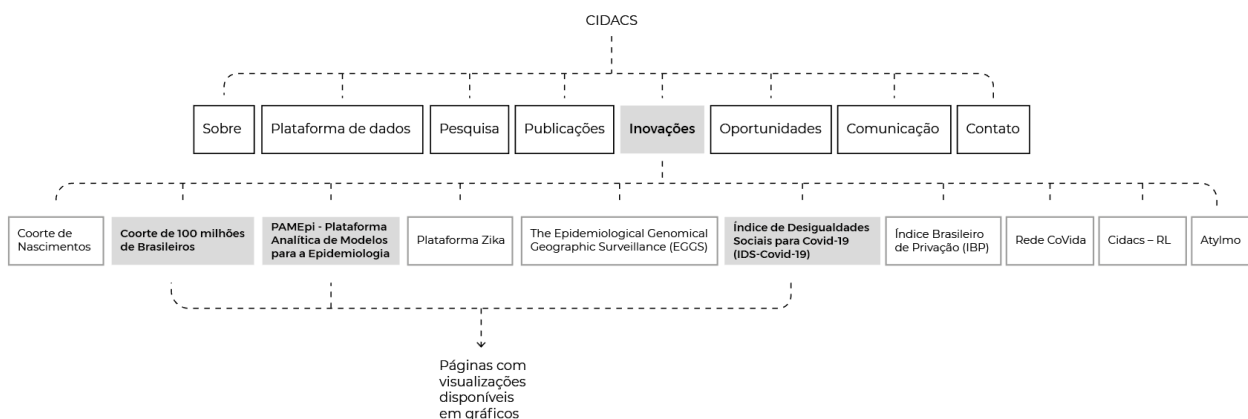 CIDACS
Sobre
Plataforma de dados
Pesquisa
Publicações
Inovações
Oportunidades
Comunicação
Contato
Coorte de
Nascimentos
Coorte de 100 milhões
de Brasileiros
PAMEpi - Plataforma
Analítica de Modelos
para a Epidemiologia
Plataforma Zika
The Epidemiological Genomical
Geographic Surveillance (EGGS)
Índice de Desigualdades
Sociais para Covid-19
(IDS-Covid-19)
Índice Brasileiro
de Privação (IBP)
Rede CoVida
Cidacs – RL
Atylmo
Páginas com
visualizações
disponíveis
em gráficos